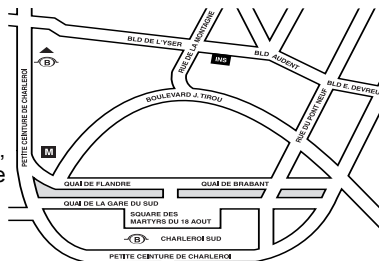 BLD DE L'YSER
RUE DE LA MONTAGNE
INS
BLD AUDENT
BLD E. DEVREU
B
BOULEVARD J. TIROU
RUE DU PONT NEUF
PETITE CEINTURE DE CHARLEROI
M
,
e
QUAI DE FLANDRE
QUAI DE BRABANT
QUAI DE LA GARE DU SUD
SQUARE DES
MARTYRS DU 18 AOUT
B
CHARLEROI SUD
PETITE CEINTURE DE CHARLEROI